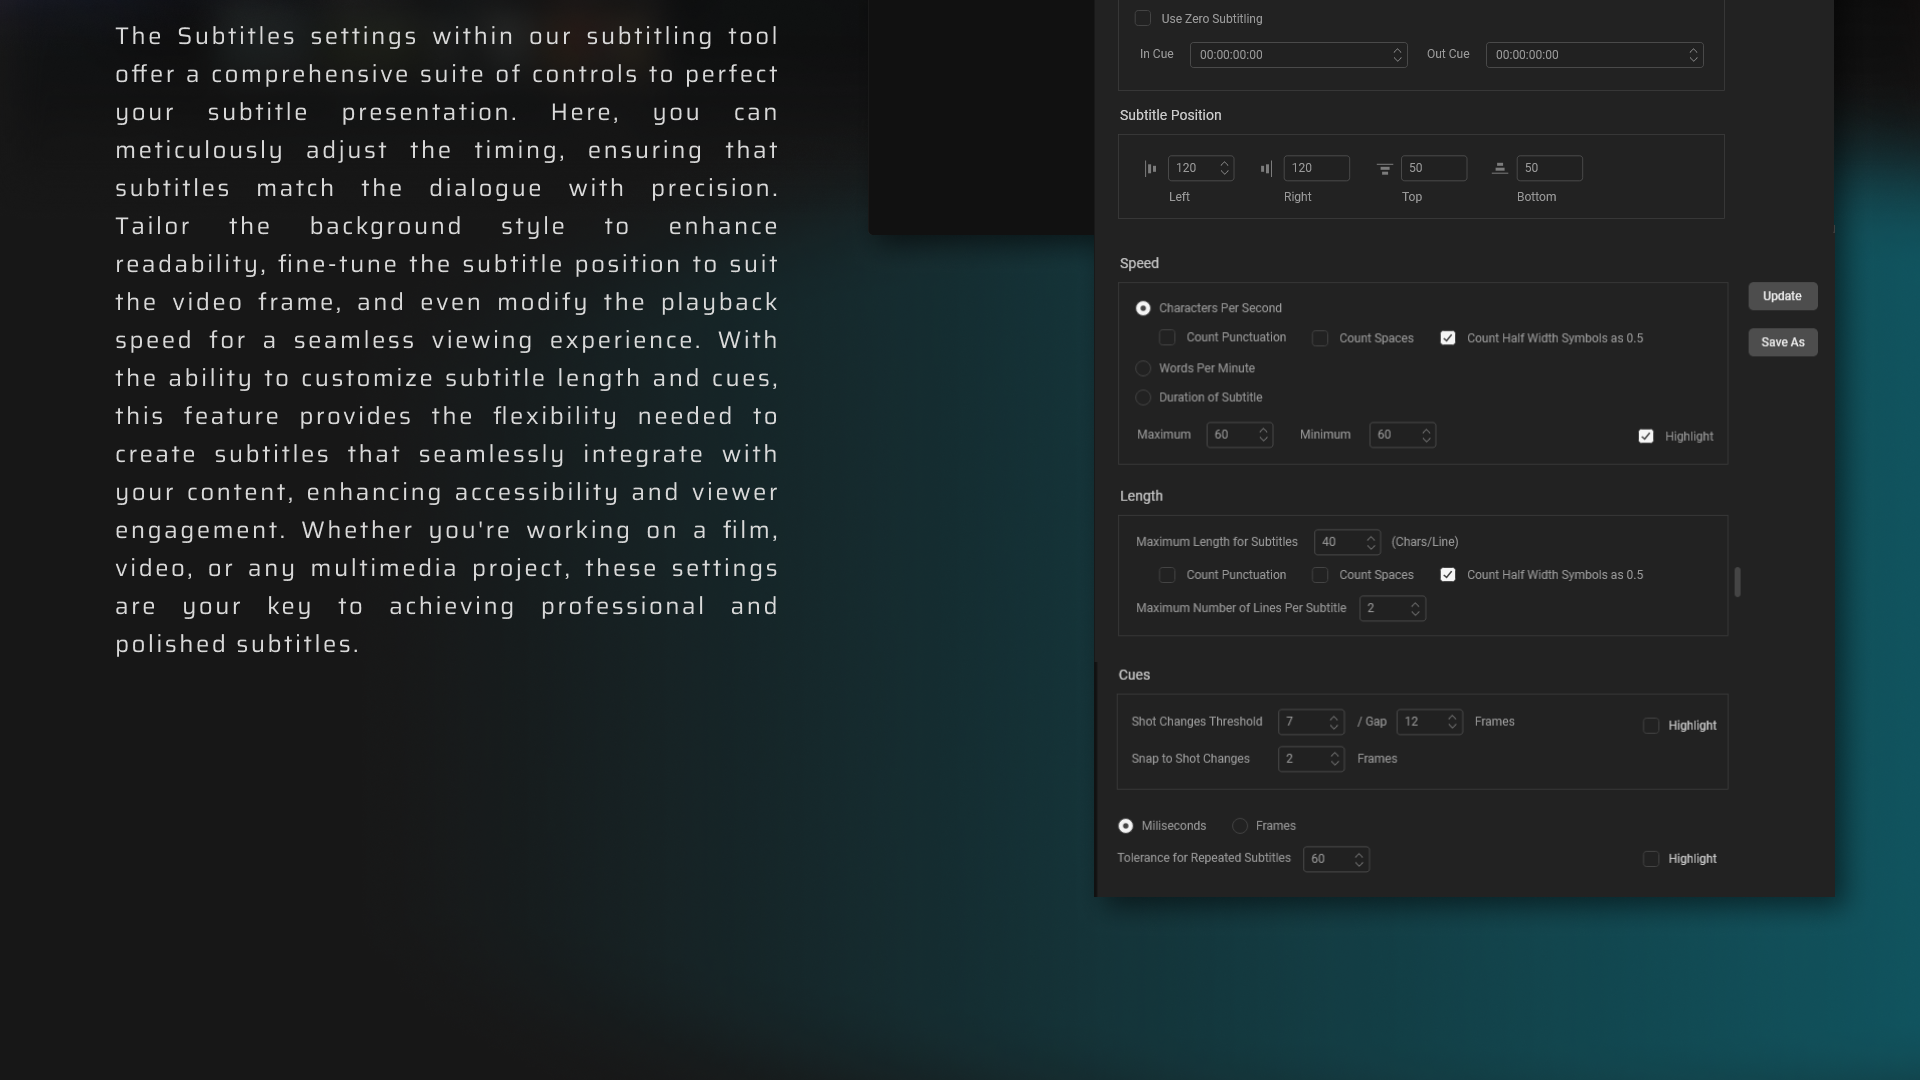 The Subtitles settings within our subtitling tool
offer a comprehensive suite of controls to perfect
your subtitle presentation. Here, you can
meticulously adjust the timing, ensuring that
subtitles match the dialogue with precision.
Tailor the background style to enhance
readability, fine-tune the subtitle position to suit
the video frame, and even modify the playback
speed for a seamless viewing experience. With
the ability to customize subtitle length and cues,
this feature provides the flexibility needed to
create subtitles that seamlessly integrate with
your content, enhancing accessibility and viewer
engagement. Whether you're working on a film,
video, or any multimedia project, these settings
are your key to achieving professional and
polished subtitles.
Use Zero Subtitling
In Cue 00:00:00:00 Out Cue 00:00:00:00
Subtitle Position
120 120 50 50
Left Right Top Bottom
Speed
Characters Per Second
Count Punctuation Count Spaces Count Half Width Symbols as 0.5
Words Per Minute
Duration of Subtitle
Maximum 60 Minimum 60 Highlight
Update
Save As
Length
Maximum Length for Subtitles 40 (Chars/Line)
Count Punctuation Count Spaces Count Half Width Symbols as 0.5
Maximum Number of Lines Per Subtitle 2
Cues
Shot Changes Threshold 7 / Gap 12 Frames Highlight
Snap to Shot Changes 2 Frames
Miliseconds Frames
Tolerance for Repeated Subtitles 60 Highlight